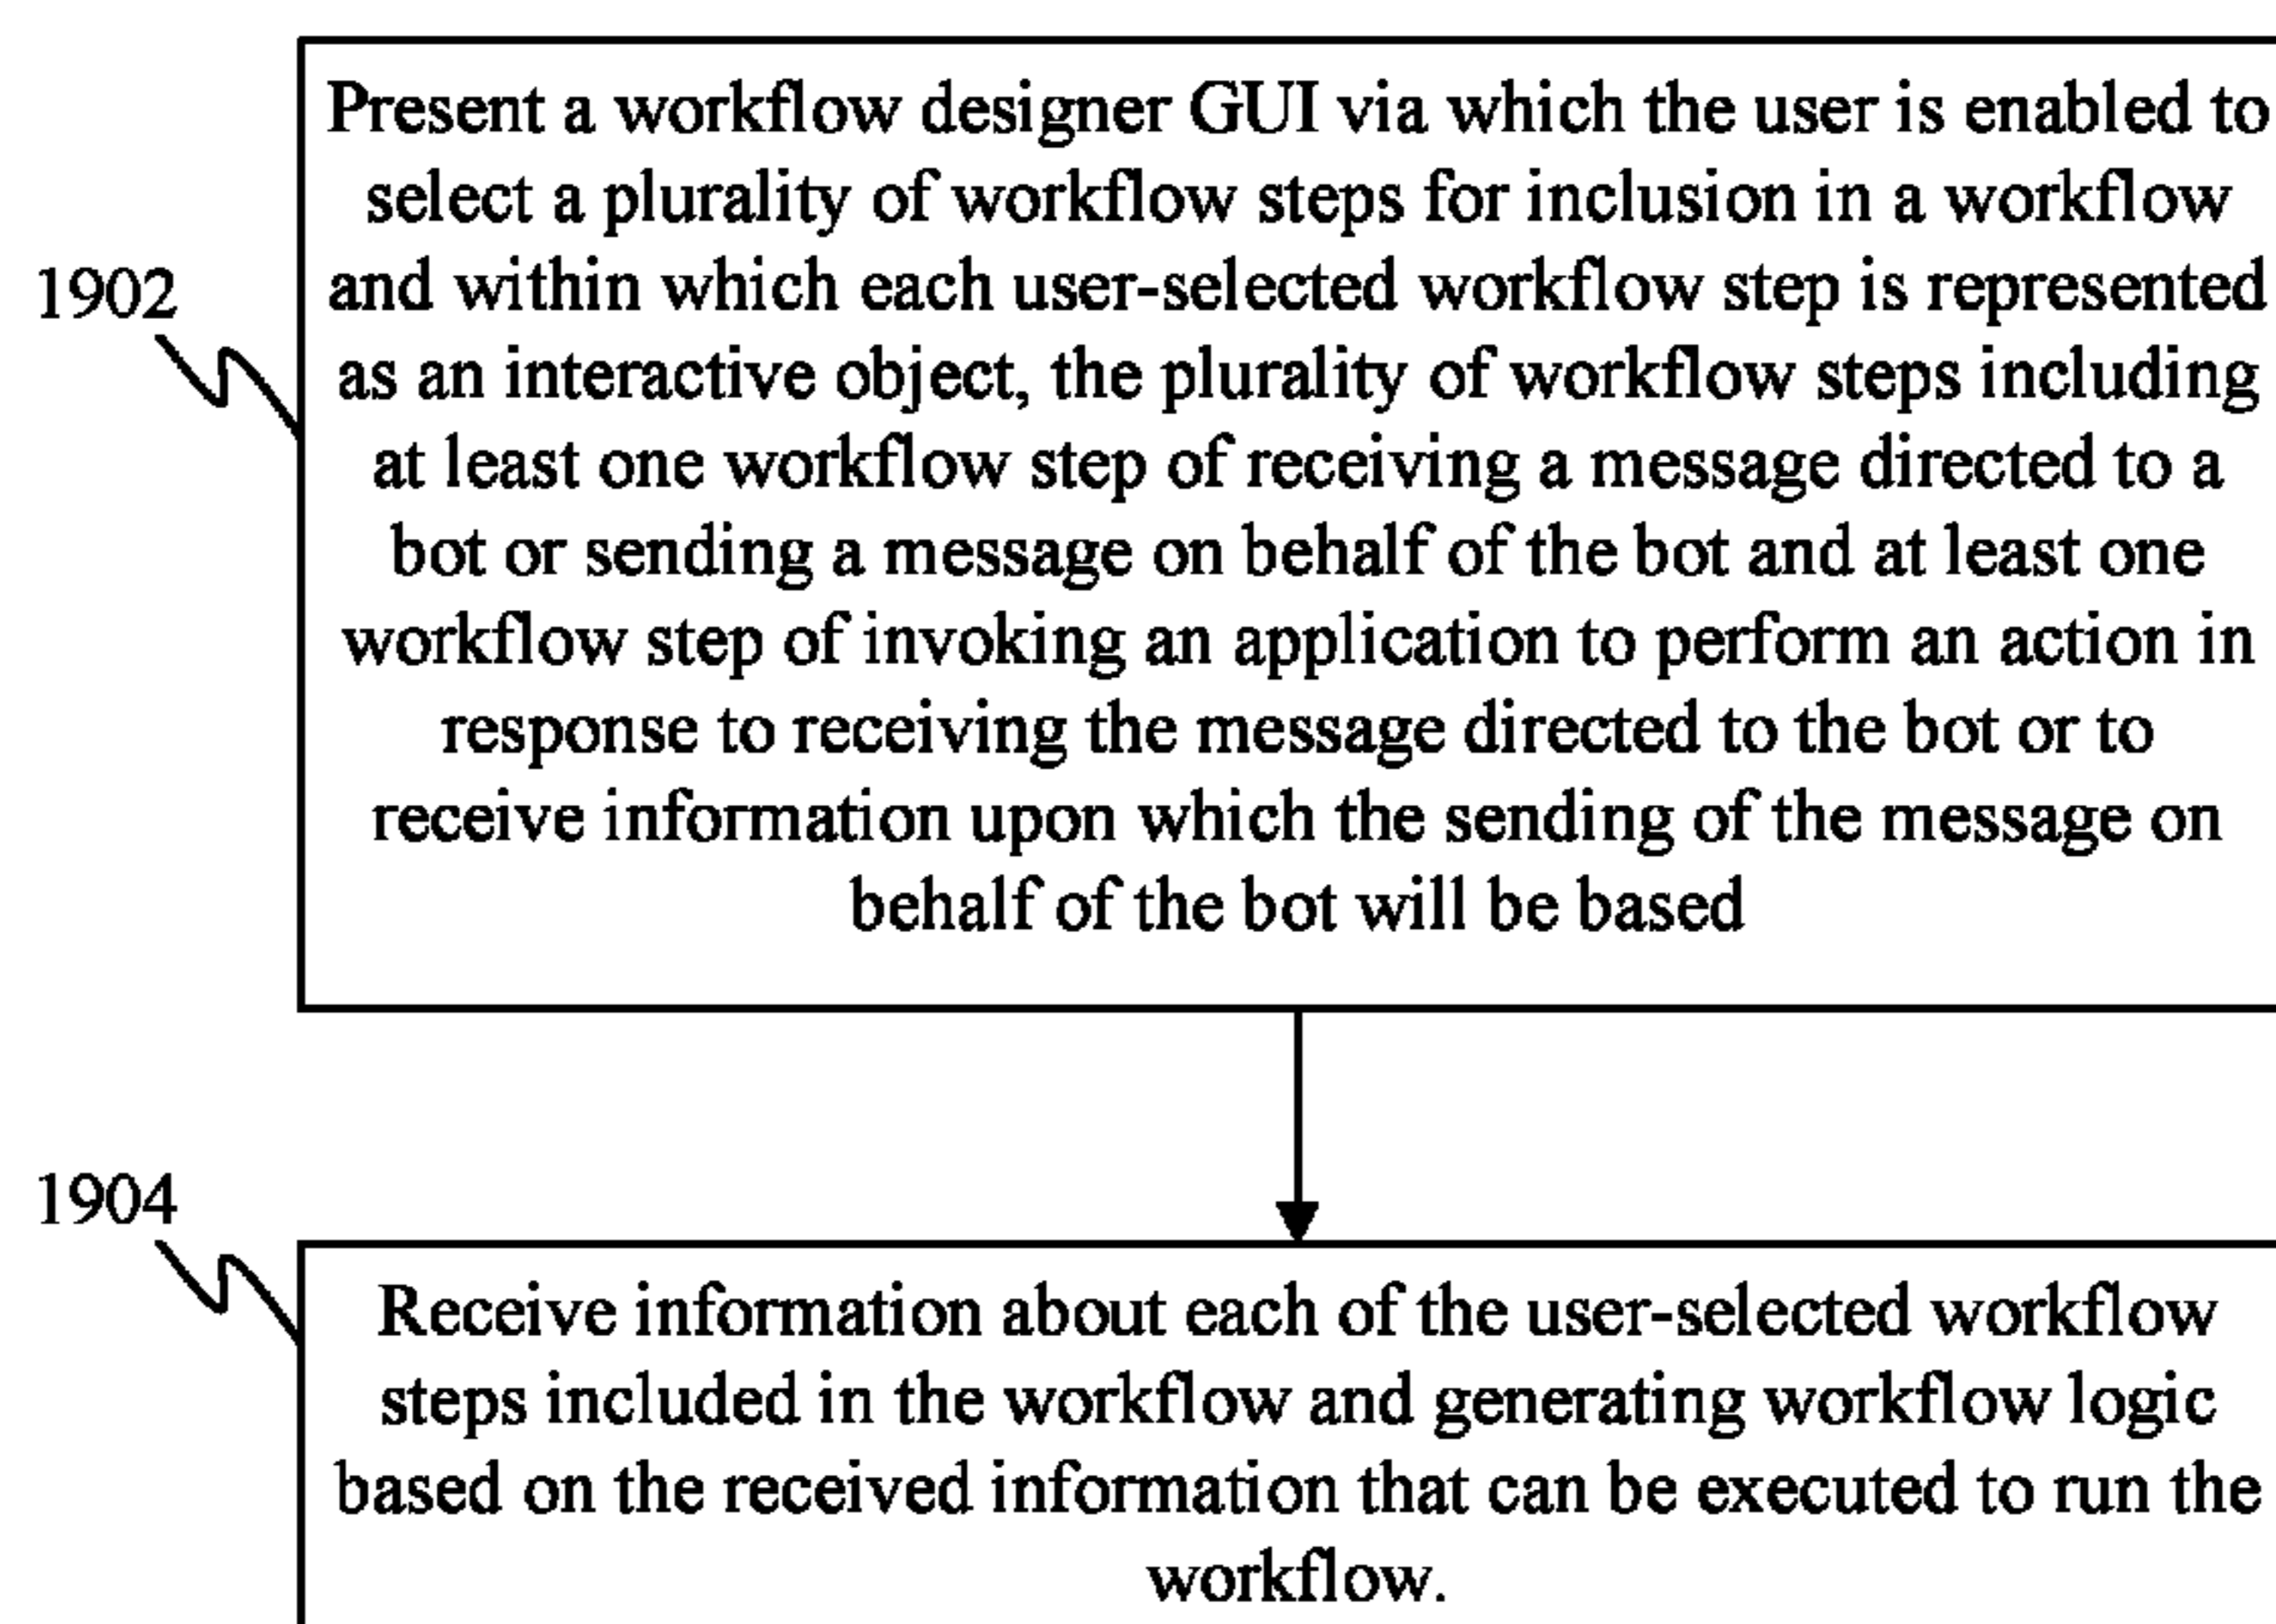 Present a workflow designer GUI via which the user is enabled to
select a plurality of workflow steps for inclusion in a workflow
1902
and within which each user-selected workflow step is represented
as an interactive object, the plurality of workflow steps including
at least one workflow step of receiving a message directed to a
bot or sending a message on behalf of the bot and at least one
workflow step of invoking an application to perform an action in
response to receiving the message directed to the bot or to
receive information upon which the sending of the message on
behalf of the bot will be based
1904
Receive information about each of the user-selected workflow
steps included in the workflow and generating workflow logic
based on the received information that can be executed to run the
workflow.